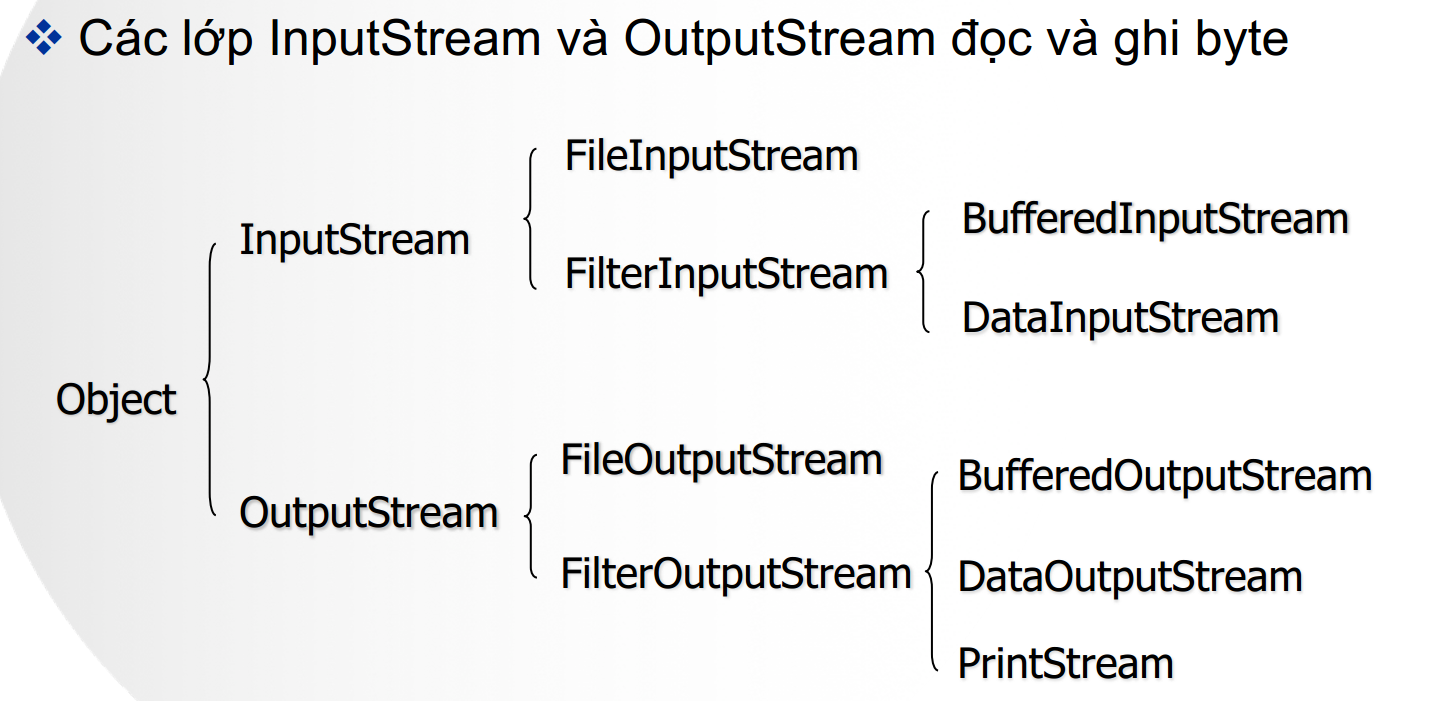 Các lớp InputStream và OutputStream đọc và ghi byte
FileInputStream
BufferedInputStream
InputStream
FilterInputStream
DataInputStream
Object
FileOutputStream
BufferedOutputStream
OutputStream
FilterOutputStream
DataOutputStream
PrintStream